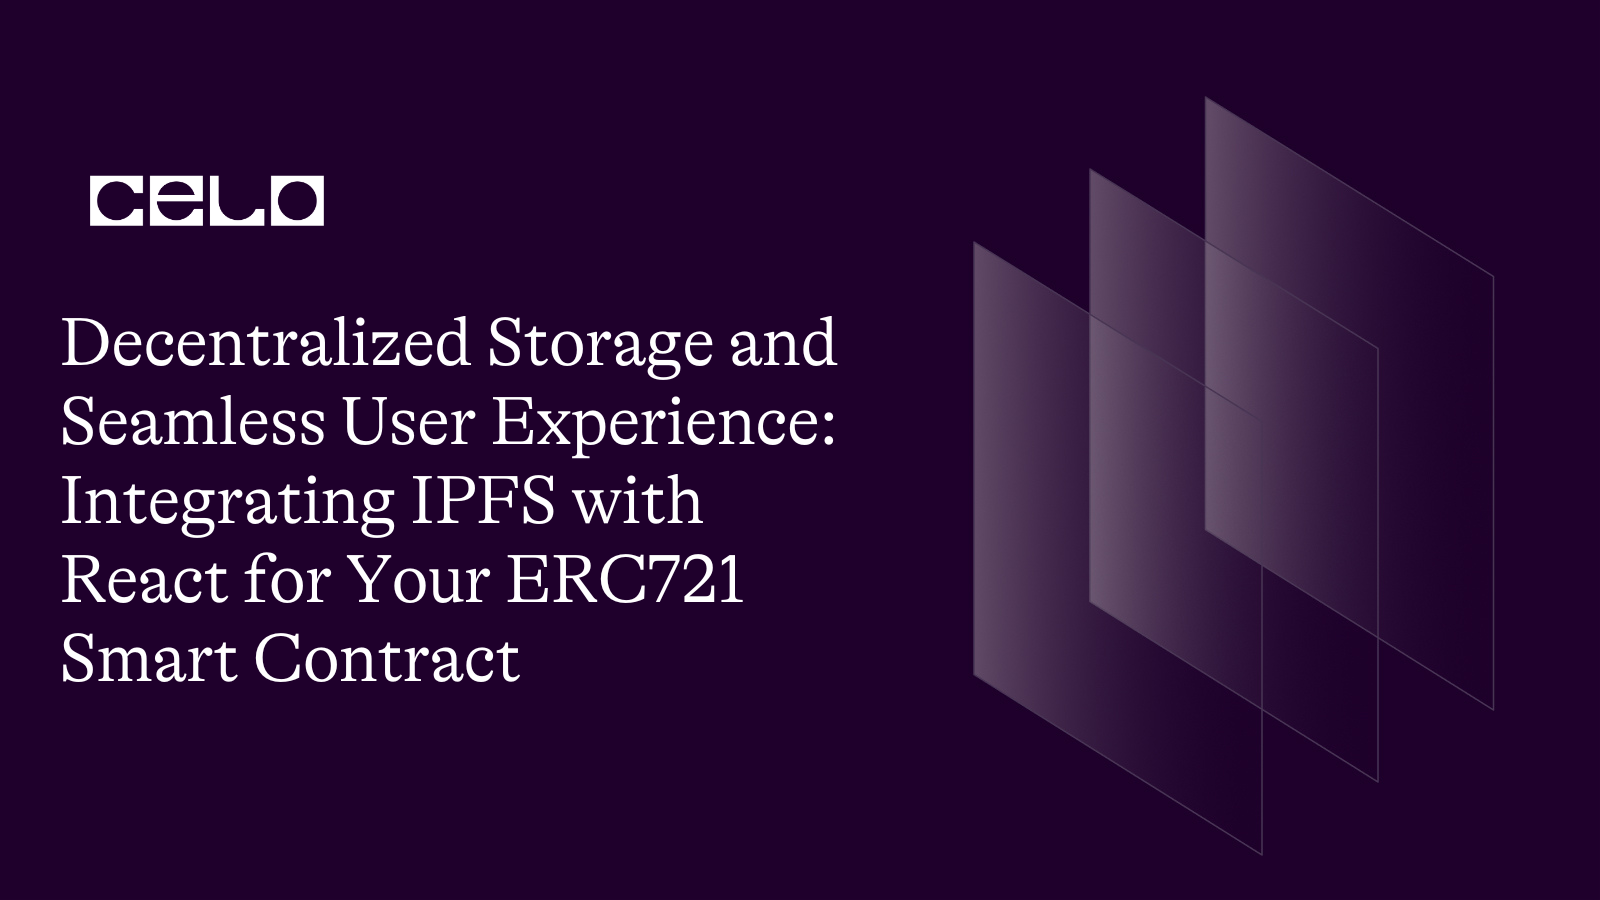 CELO
Decentralized Storage and
Seamless User Experience:
Integrating IPFS with
React for Your ERC721
Smart Contract